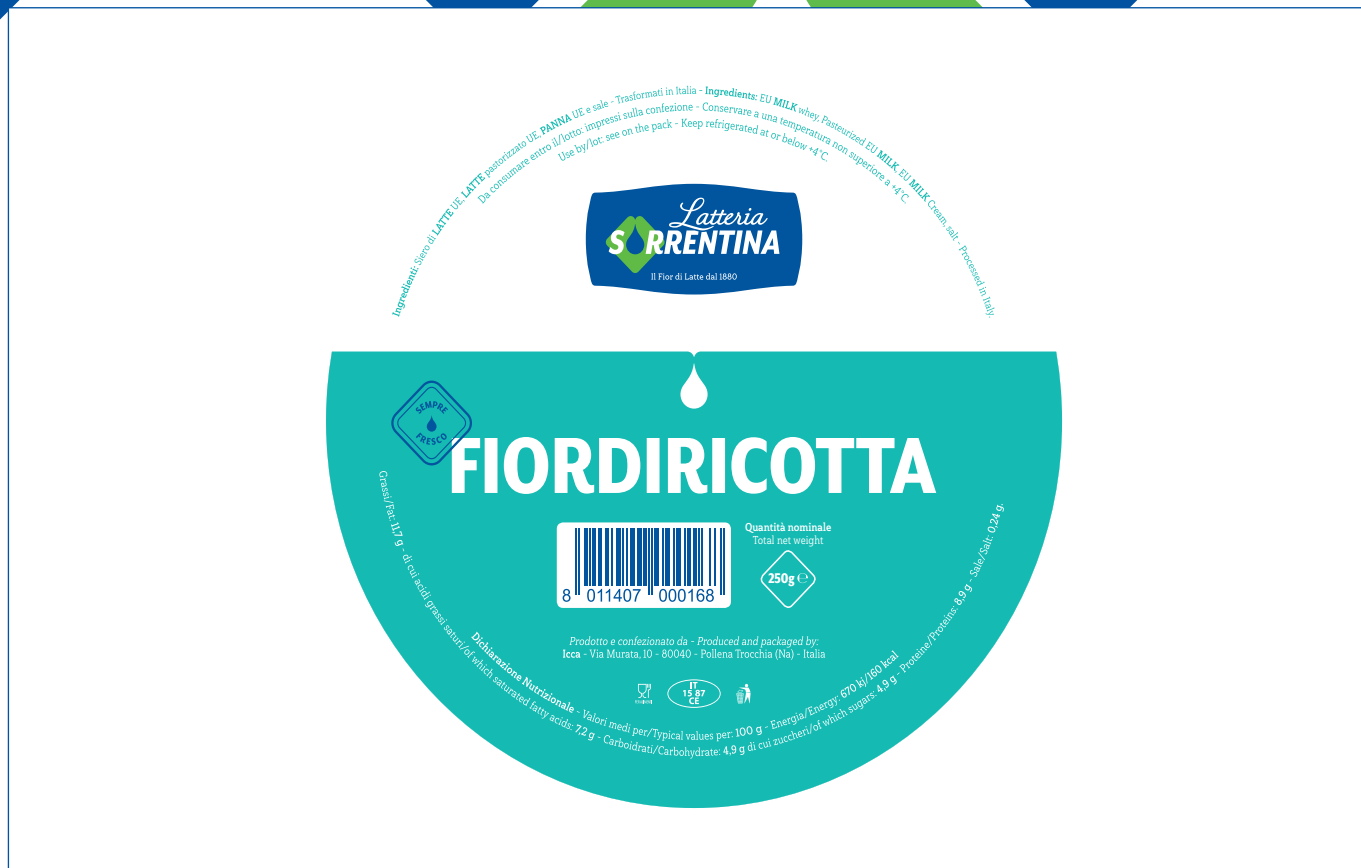 Ingredienti: Siero di LATTE UE, LATTE pastorizzato UE, PANNA UE e sale - Trasformati in Italia - Ingredients: EU MILK whey, Pasteurized EU MILK, EU MILK Cream, salt - Processed in Italy.
Da consumare entro il/lotto: impressi sulla confezione - Conservare a una temperatura non superiore a +4°C.
Use by/lot: see on the pack - Keep refrigerated at or below +4°C.
Latteria
SORRENTINA
Il Fior di Latte dal 1880
SEMPRE
FRESCO
FIORDIRICOTTA
Quantità nominale
Total net weight
250g ℮
8 011407 000168
Prodotto e confezionato da - Produced and packaged by:
Icca - Via Murata, 10 - 80040 - Pollena Trocchia (Na) - Italia
IT
15 87
CE
Dichiarazione Nutrizionale - Valori medi per/Typical values per: 100 g - Energia/Energy: 670 kj/160 kcal
Grassi/Fat: 11,7 g - di cui acidi grassi saturi/of which saturated fatty acids: 7,2 g - Carboidrati/Carbohydrate: 4,9 g di cui zuccheri/of which sugars: 4,9 g - Proteine/Proteins: 8,9 g - Sale/Salt: 0,24 g.